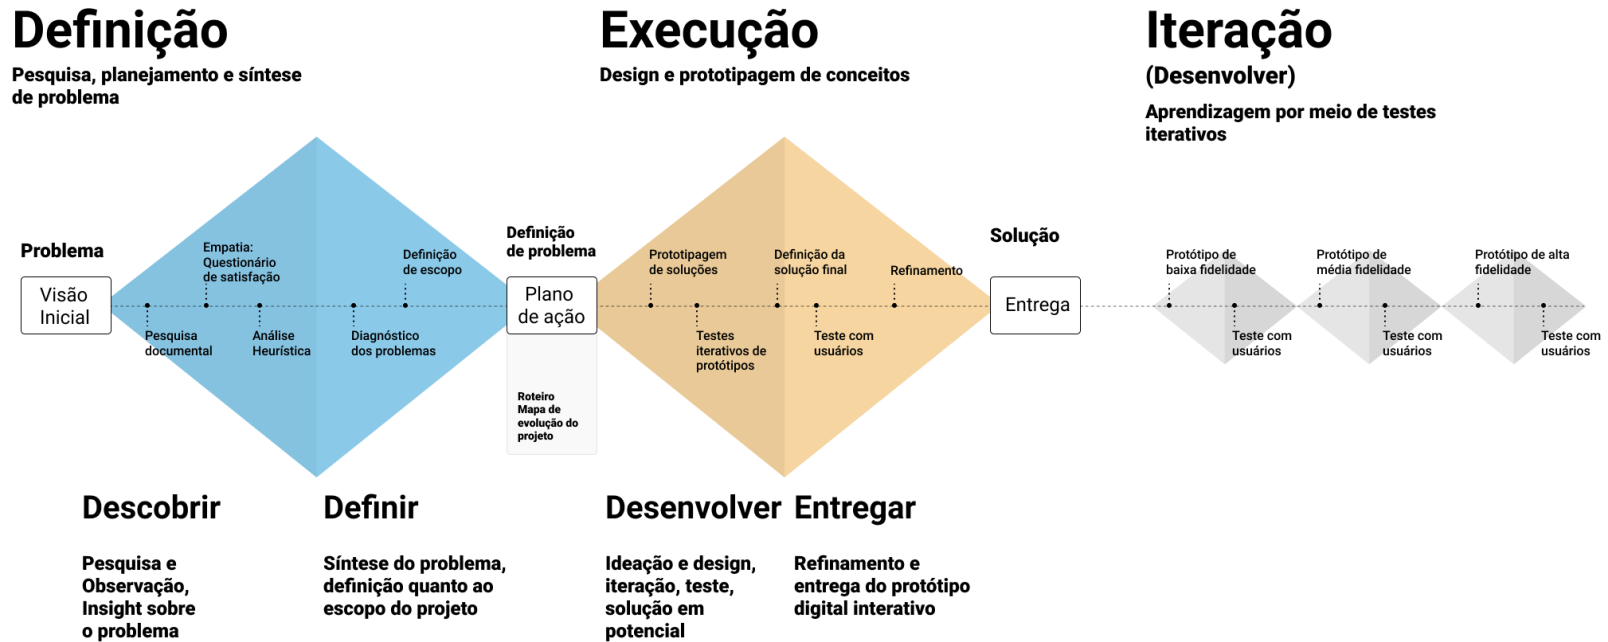 Definição
Pesquisa, planejamento e síntese
de problema
Execução
Design e prototipagem de conceitos
Iteração
(Desenvolver)
Aprendizagem por meio de testes
iterativos
Problema
Visão
Inicial
Empatia:
Questionário
de satisfação
Definição
de escopo
Pesquisa
documental
Análise
Heurística
Diagnóstico
dos problemas
Definição
de problema
Plano
de ação
Roteiro
Mapa de
evolução do
projeto
Prototipagem
de soluções
Definição da
solução final
Refinamento
Testes
iterativos de
protótipos
Teste com
usuários
Solução
Entrega
Protótipo de
baixa fidelidade
Protótipo de
média fidelidade
Protótipo de alta
fidelidade
Teste com
usuários
Teste com
usuários
Teste com
usuários
Descobrir
Pesquisa e
Observação,
Insight sobre
o problema
Definir
Síntese do problema,
definição quanto ao
escopo do projeto
Desenvolver
Ideação e design,
iteração, teste,
solução em
potencial
Entregar
Refinamento e
entrega do protótipo
digital interativo